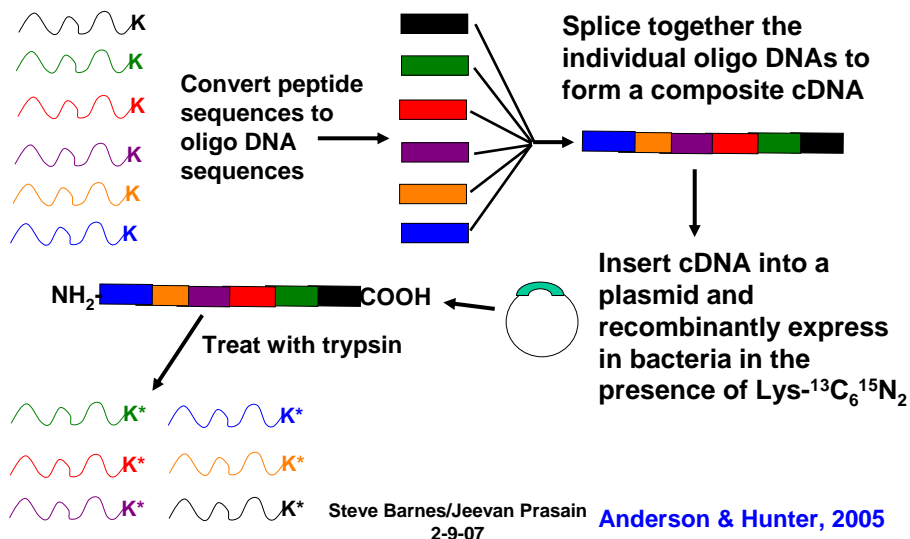 K
K
K
K
K
K
Convert peptide
sequences to
oligo DNA
sequences
Splice together the
individual oligo DNAs to
form a composite cDNA
Insert cDNA into a
plasmid and
recombinantly express
in bacteria in the
presence of Lys-¹³C₆¹⁵N₂
NH₂- COOH
Treat with trypsin
K* K*
K* K*
K* K*
Steve Barnes/Jeevan Prasain
2-9-07
Anderson & Hunter, 2005